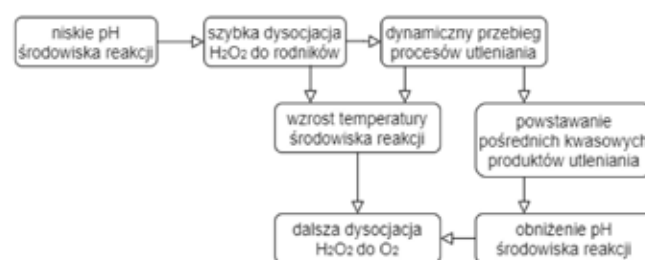 niskie pH
środowiska reakcji
szybka dysocjacja
H₂O₂ do rodników
dynamiczny przebieg
procesów utleniania
wzrost temperatury
środowiska reakcji
powstawanie
pośrednich kwasowych
produktów utleniania
dalsza dysocjacja
H₂O₂ do O₂
obniżenie pH
środowiska reakcji